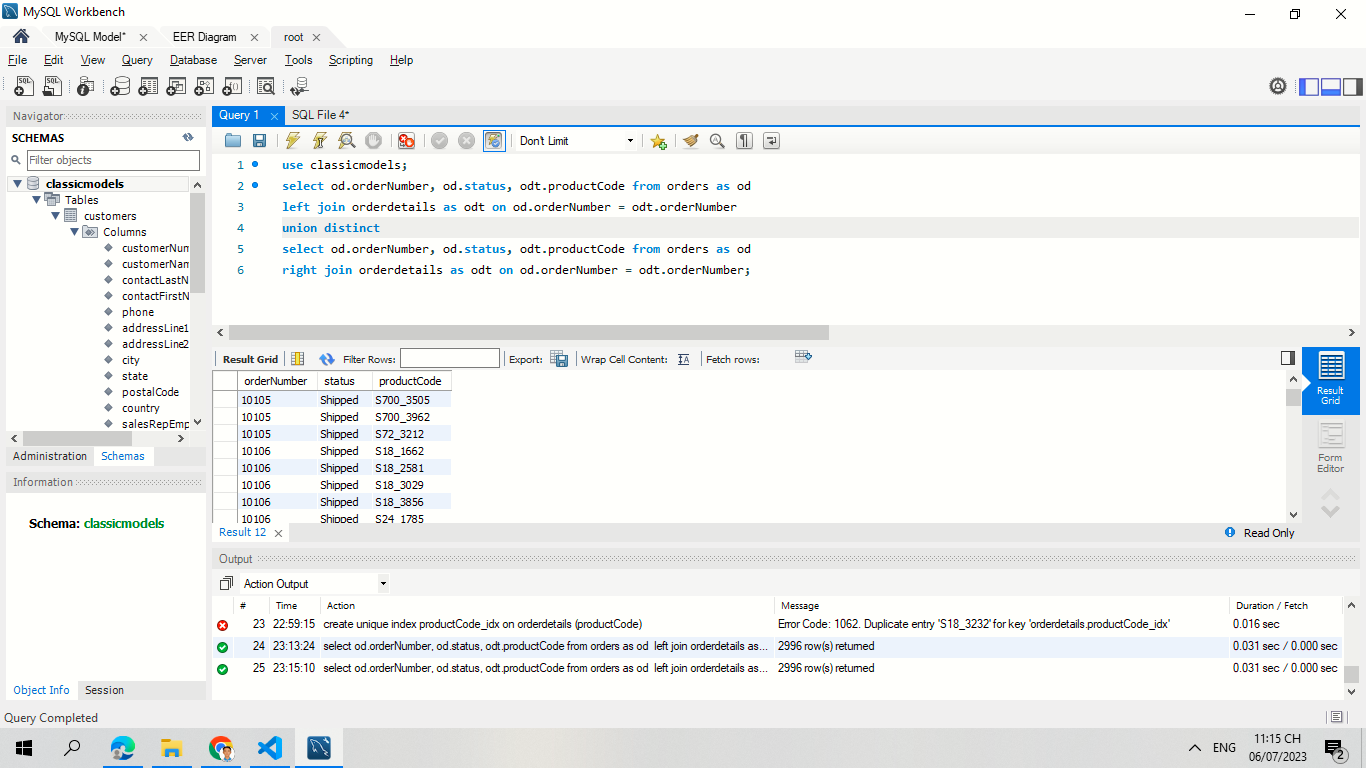 MySQL Workbench
MySQL Model*
EER Diagram
root
File Edit View Query Database Server Tools Scripting Help
Navigator
SCHEMAS
Filter objects
classicmodels
Tables
customers
Columns
customerNum
customerNam
contactLastN
contactFirstN
phone
addressLine1
addressLine2
city
state
postalCode
country
salesRepEmp
Administration Schemas
Information
Schema: classicmodels
Object Info Session
Query 1 SQL File 4*
Don't Limit
1 use classicmodels;
2 select od.orderNumber, od.status, odt.productCode from orders as od
3 left join orderdetails as odt on od.orderNumber = odt.orderNumber
4 union distinct
5 select od.orderNumber, od.status, odt.productCode from orders as od
6 right join orderdetails as odt on od.orderNumber = odt.orderNumber;
Result Grid Filter Rows: Export: Wrap Cell Content: Fetch rows:
orderNumber status productCode
10105 Shipped S700_3505
10105 Shipped S700_3962
10105 Shipped S72_3212
10106 Shipped S18_1662
10106 Shipped S18_2581
10106 Shipped S18_3029
10106 Shipped S18_3856
10106 Shipped S24_1785
Result Grid
Form Editor
Result 12
Read Only
Output
Action Output
# Time Action Message Duration / Fetch
23 22:59:15 create unique index productCode_idx on orderdetails (productCode) Error Code: 1062. Duplicate entry 'S18_3232' for key 'orderdetails.productCode_idx' 0.016 sec
24 23:13:24 select od.orderNumber, od.status, odt.productCode from orders as od left join orderdetails as... 2996 row(s) returned 0.031 sec / 0.000 sec
25 23:15:10 select od.orderNumber, od.status, odt.productCode from orders as od left join orderdetails as... 2996 row(s) returned 0.031 sec / 0.000 sec
Query Completed
ENG
11:15 CH
06/07/2023
2